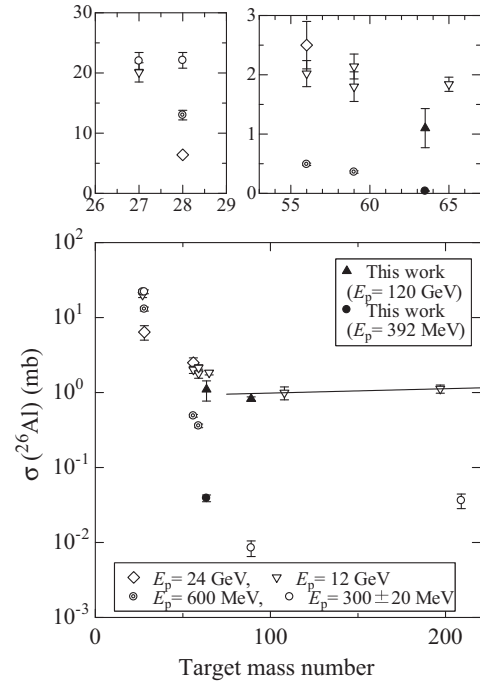 30
20
10
0
26 27 28 29
3
2
1
0
55 60 65
10²
10¹
10⁰
10⁻¹
10⁻²
10⁻³
σ (²⁶Al) (mb)
▲ This work
(Eₚ= 120 GeV)
● This work
(Eₚ= 392 MeV)
◇ Eₚ= 24 GeV, ▽ Eₚ= 12 GeV
◎ Eₚ= 600 MeV, ○ Eₚ= 300±20 MeV
0 100 200
Target mass number